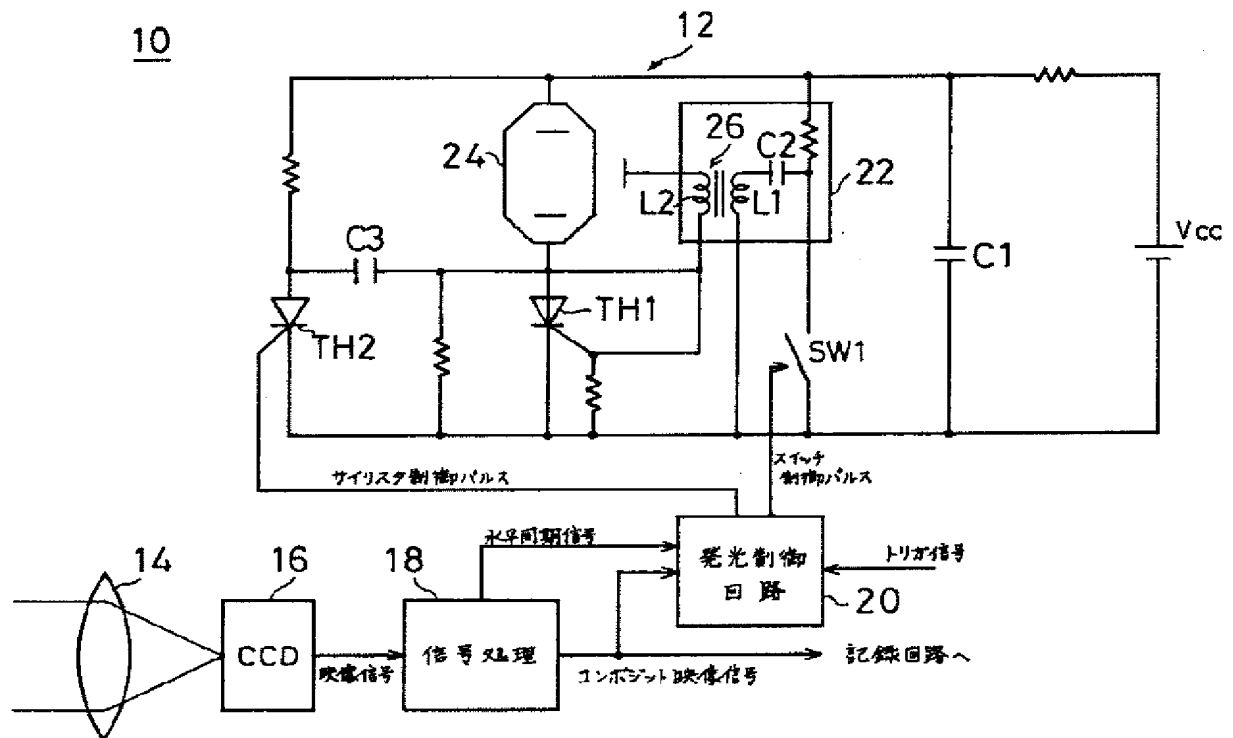 10
12
26
C2
24
L2
L1
22
C3
Vcc
C1
TH1
TH2
SW1
サイリスタ制御パルス
スイッチ
制御パルス
水平同期信号
14
16
18
発光制御
回路
トリガ信号
20
CCD
映像信号
信号処理
コンポジット映像信号
記録回路へ